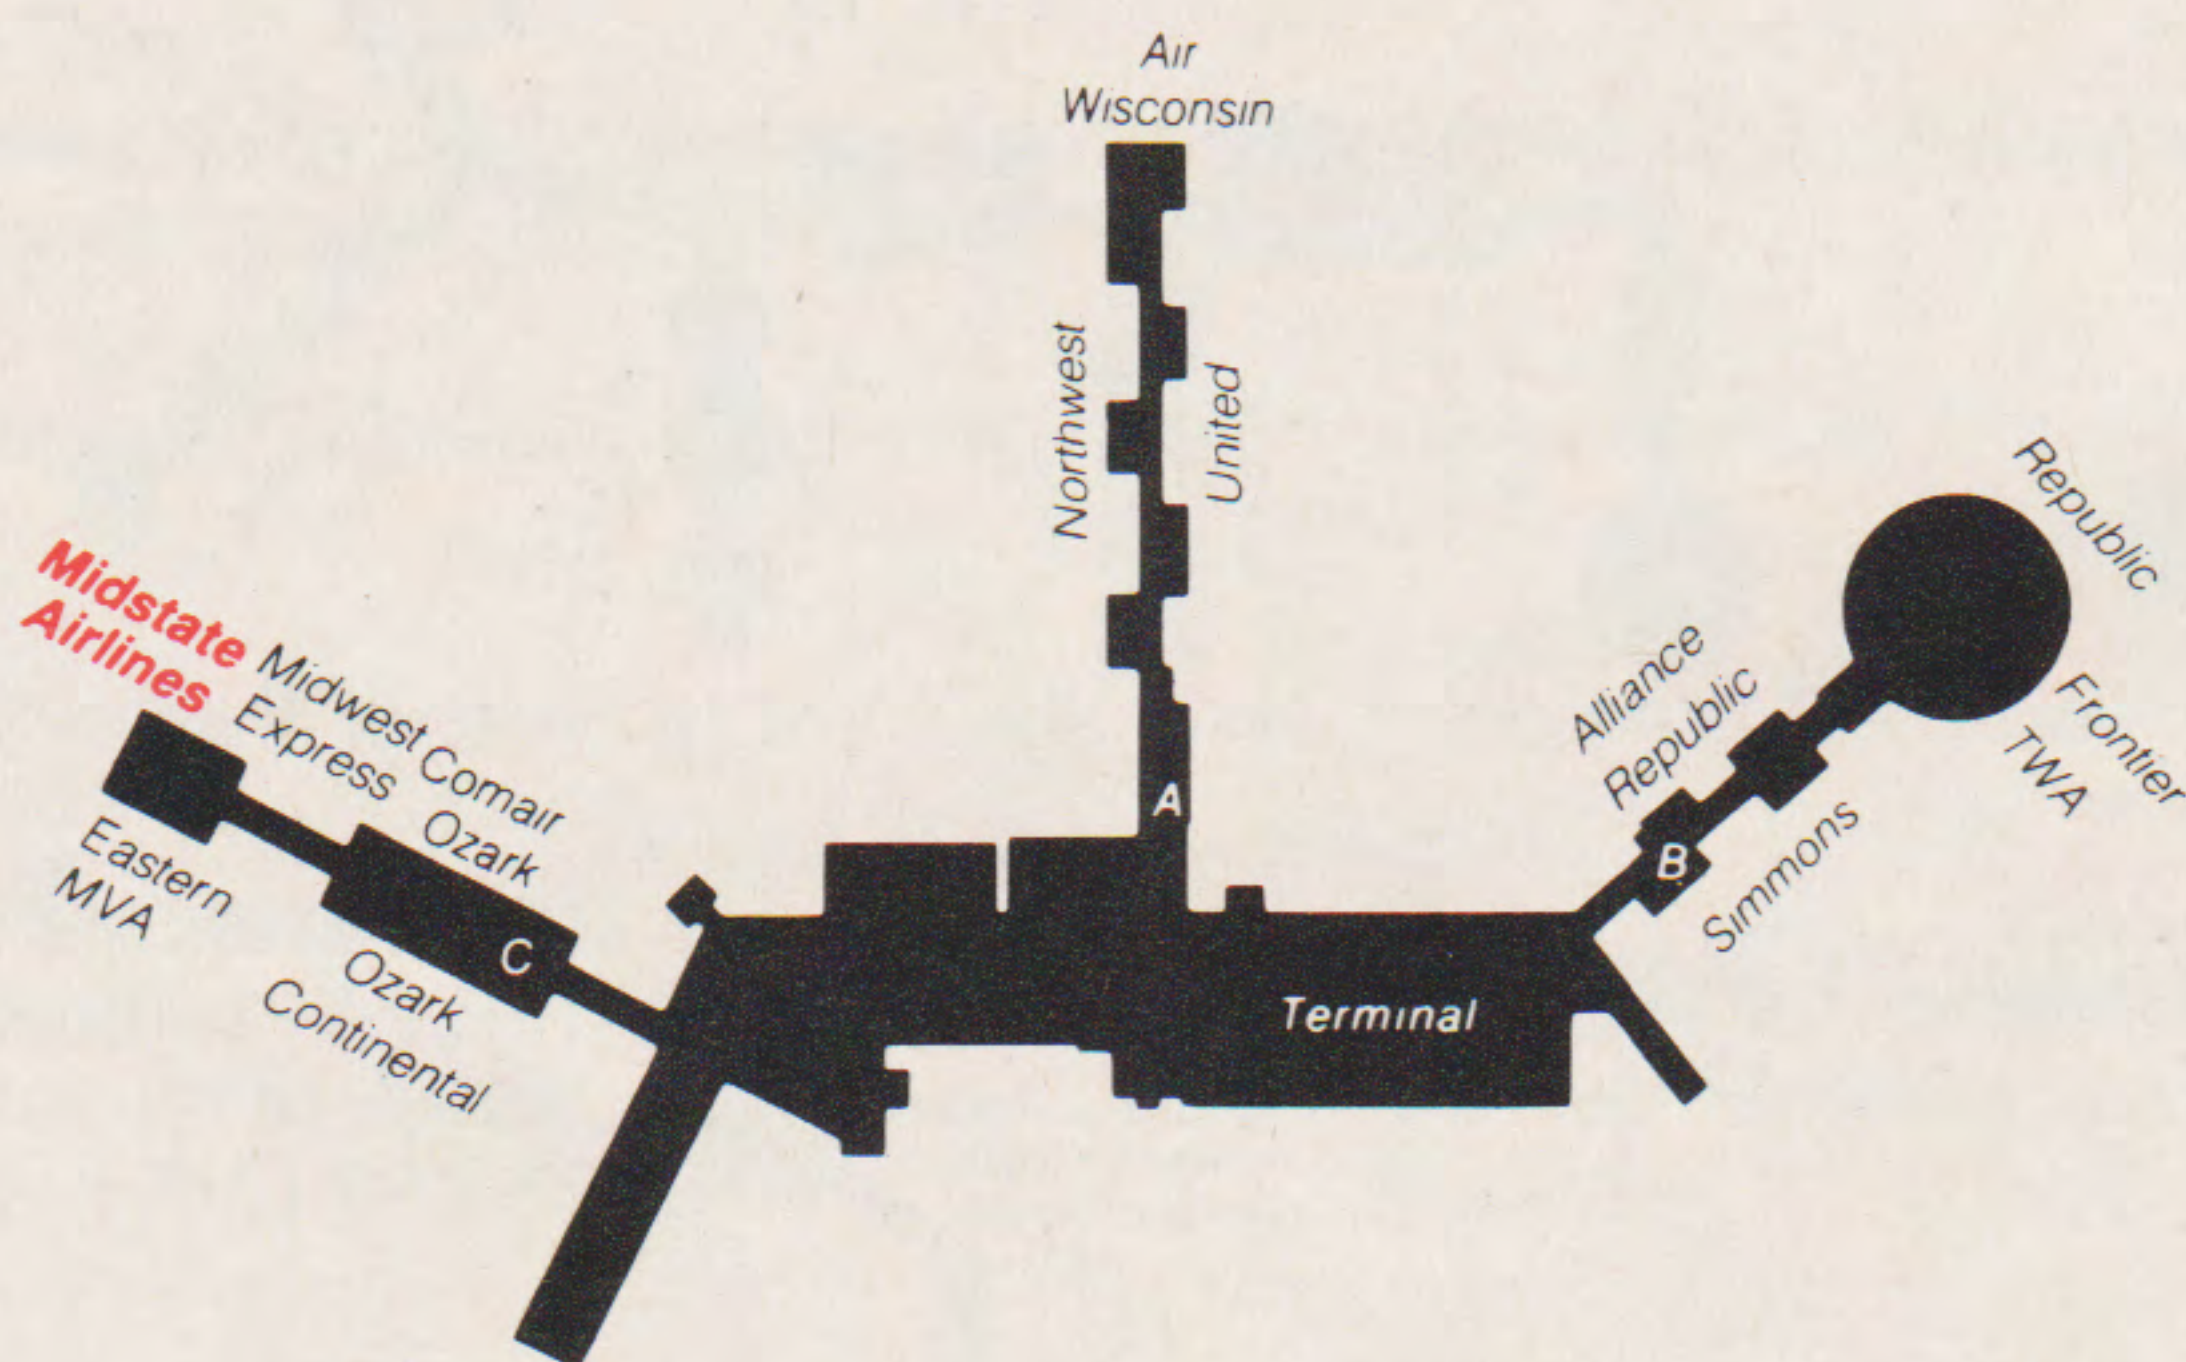 Air
Wisconsin
Northwest
United
A
Midstate
Airlines
Midwest
Express
Comair
Ozark
Eastern
MVA
C
Ozark
Continental
Terminal
Alliance
Republic
B
Simmons
Republic
Frontier
TWA